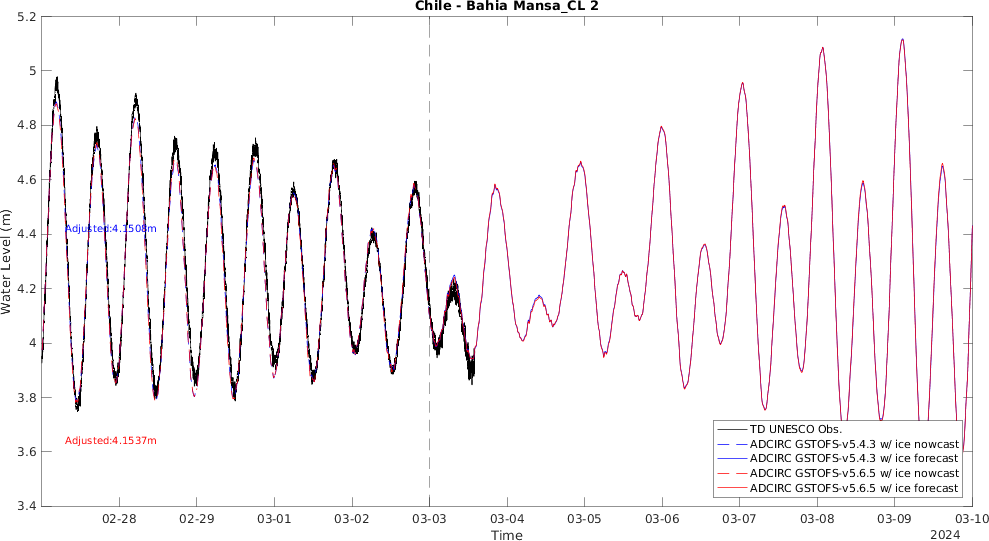 Chile - Bahia Mansa_CL 2
Water Level (m)
5.2
5
4.8
4.6
4.4
4.2
4
3.8
3.6
3.4
Adjusted:4.1508m
Adjusted:4.1537m
TD UNESCO Obs.
ADCIRC GSTOFS-v5.4.3 w/ ice nowcast
ADCIRC GSTOFS-v5.4.3 w/ ice forecast
ADCIRC GSTOFS-v5.6.5 w/ ice nowcast
ADCIRC GSTOFS-v5.6.5 w/ ice forecast
02-28 02-29 03-01 03-02 03-03 03-04 03-05 03-06 03-07 03-08 03-09 03-10
Time
2024